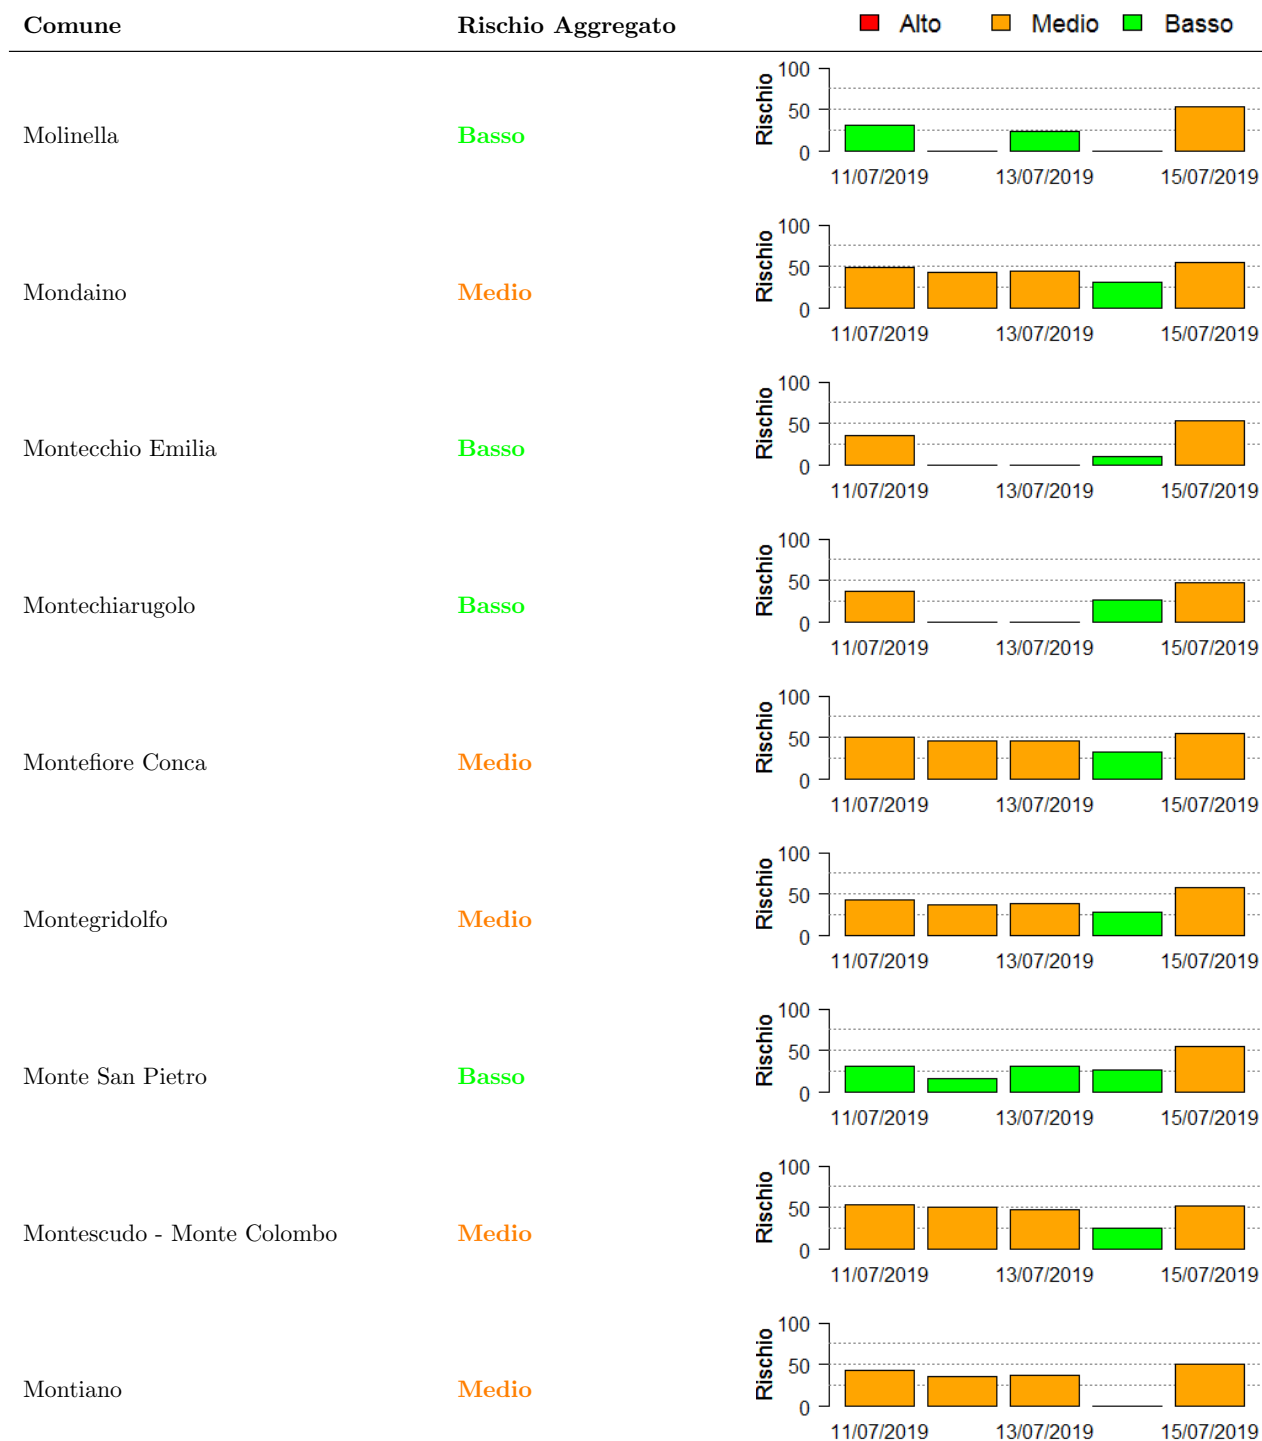 Comune Rischio Aggregato Alto Medio Basso
100
50
0
Rischio
Molinella Basso
11/07/2019 13/07/2019 15/07/2019
100
50
0
Rischio
Mondaino Medio
11/07/2019 13/07/2019 15/07/2019
100
50
0
Rischio
Montecchio Emilia Basso
11/07/2019 13/07/2019 15/07/2019
100
50
0
Rischio
Montechiarugolo Basso
11/07/2019 13/07/2019 15/07/2019
100
50
0
Rischio
Montefiore Conca Medio
11/07/2019 13/07/2019 15/07/2019
100
50
0
Rischio
Montegridolfo Medio
11/07/2019 13/07/2019 15/07/2019
100
50
0
Rischio
Monte San Pietro Basso
11/07/2019 13/07/2019 15/07/2019
100
50
0
Rischio
Montescudo - Monte Colombo Medio
11/07/2019 13/07/2019 15/07/2019
100
50
0
Rischio
Montiano Medio
11/07/2019 13/07/2019 15/07/2019